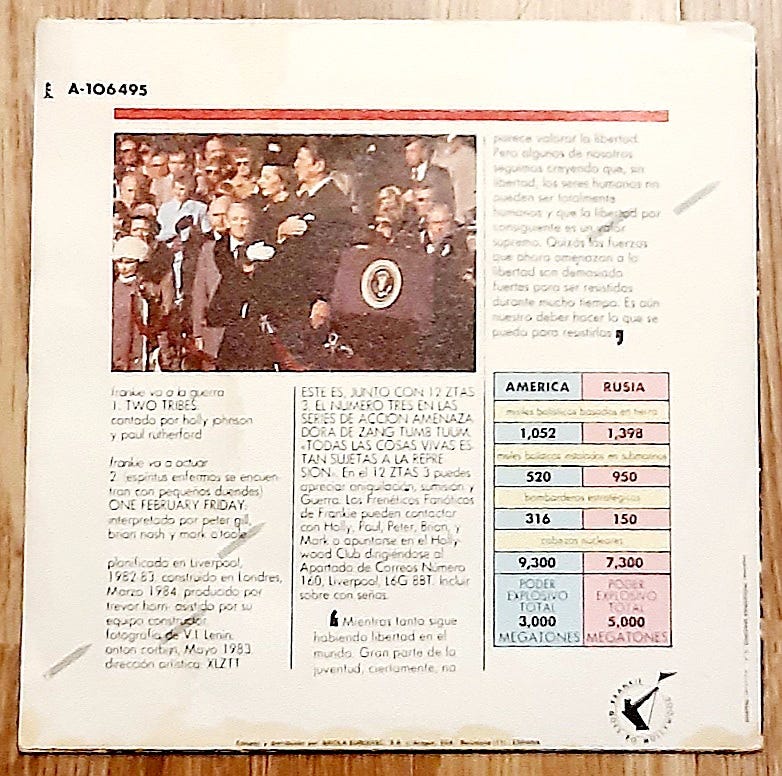 A-106495
frankie va a la guerra
1. TWO TRIBES:
cantado por holly johnson
y paul rutherford
frankie va a actuar
2. (espiritus enfermos se encuen-
tran con pequeños duendes)
ONE FEBRUARY FRIDAY:
interpretada por peter gill,
brian nash y mark o'toole
planificado en Liverpool,
1982-83, construido en Londres,
Marzo 1984, producido por
trevor horn asistido por su
equipo constructor
fotografía de V.I. Lenin:
anton corbijn, Mayo 1983.
dirección artística: XLZTT
ESTE ES, JUNTO CON 12 ZTAS
3, EL NUMERO TRES EN LAS
SERIES DE ACCION AMENAZA
DORA DE ZANG TUMB TUUM.
«TODAS LAS COSAS VIVAS ES-
TAN SUJETAS A LA REPRE
SION». En el 12 ZTAS 3 puedes
apreciar aniquilación, sumisión y
Guerra. Los Frenéticos Fanáticos
de Frankie pueden contactar
con Holly, Paul, Peter, Brian, y
Mark o apuntarse en el Holly-
wood Club dirigiéndose al
Apartado de Correos Número
160, Liverpool, L6G 8BT. Incluir
sobre con señas.
Mientras tanto sigue
habiendo libertad en el
mundo. Gran parte de la
juventud, ciertamente, no
parece valorar la libertad.
Pero algunos de nosotros
seguimos creyendo que, sin
libertad, los seres humanos no
pueden ser totalmente
humanos y que la libertad por
consiguiente es un valor
supremo. Quizás las fuerzas
que ahora amenazan a la
libertad son demasiado
fuertes para ser resistidas
durante mucho tiempo. Es aún
nuestro deber hacer lo que se
pueda para resistirlas
AMERICA RUSIA
misiles balísticos basados en tierra
1,052 1,398
misiles balísticos instalados en submarinos
520 950
bombarderos estratégicos
316 150
cabezas nucleares
9,300 7,300
PODER EXPLOSIVO TOTAL 3,000 MEGATONES
PODER EXPLOSIVO TOTAL 5,000 MEGATONES